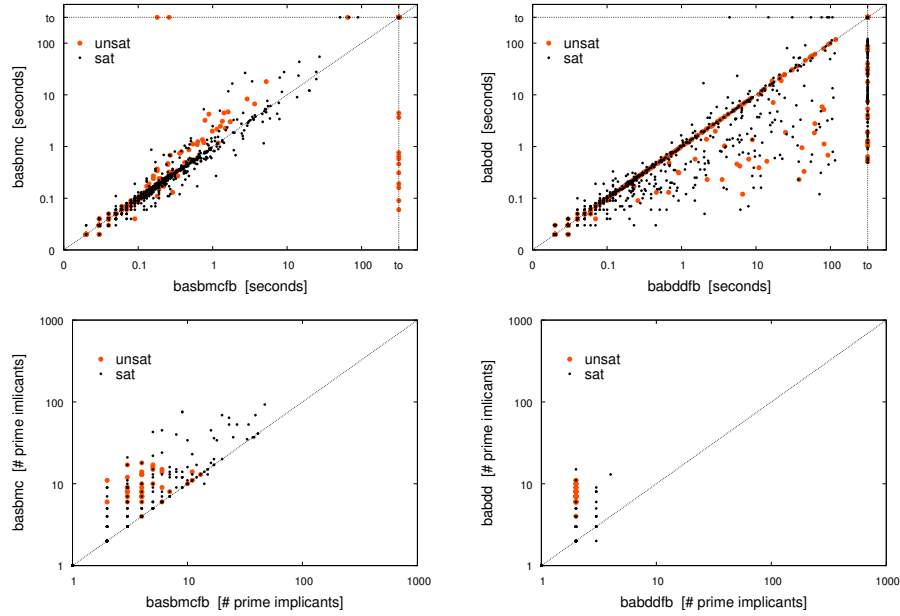 to
100
10
1
0.1
0
unsat
sat
basbmc [seconds]
0
0.1
1
10
100
to
basbmcfb [seconds]
to
100
10
1
0.1
0
unsat
sat
babdd [seconds]
0
0.1
1
10
100
to
babddfb [seconds]
1000
100
10
1
unsat
sat
basbmc [# prime imlicants]
1
10
100
1000
basbmcfb [# prime implicants]
1000
100
10
1
unsat
sat
babdd [# prime imlicants]
1
10
100
1000
babddfb [# prime implicants]